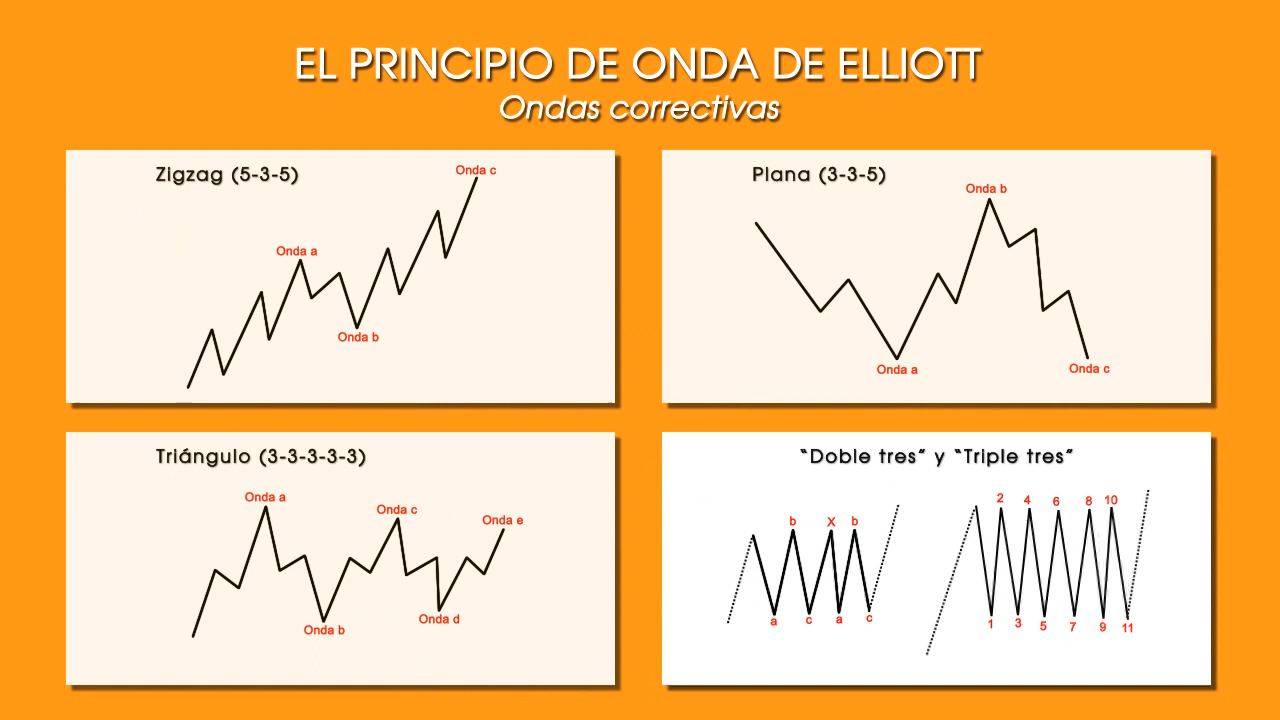 EL PRINCIPIO DE ONDA DE ELLIOTT
Ondas correctivas
Zigzag (5-3-5)
Onda c
Onda a
Onda b
Plana (3-3-5)
Onda b
Onda a
Onda c
Triángulo (3-3-3-3-3)
Onda a
Onda c
Onda e
Onda d
Onda b
“Doble tres” y “Triple tres”
b X b
a c a c
2 4 6 8 10
1 3 5 7 9 11